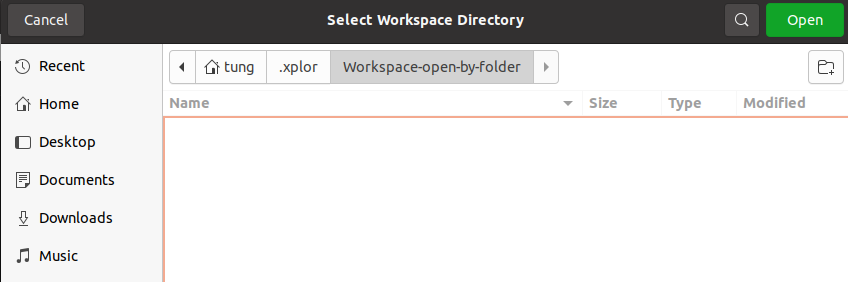 Cancel Select Workspace Directory Open
Recent tung .xplor Workspace-open-by-folder
Name Size Type Modified
Home
Desktop
Documents
Downloads
Music